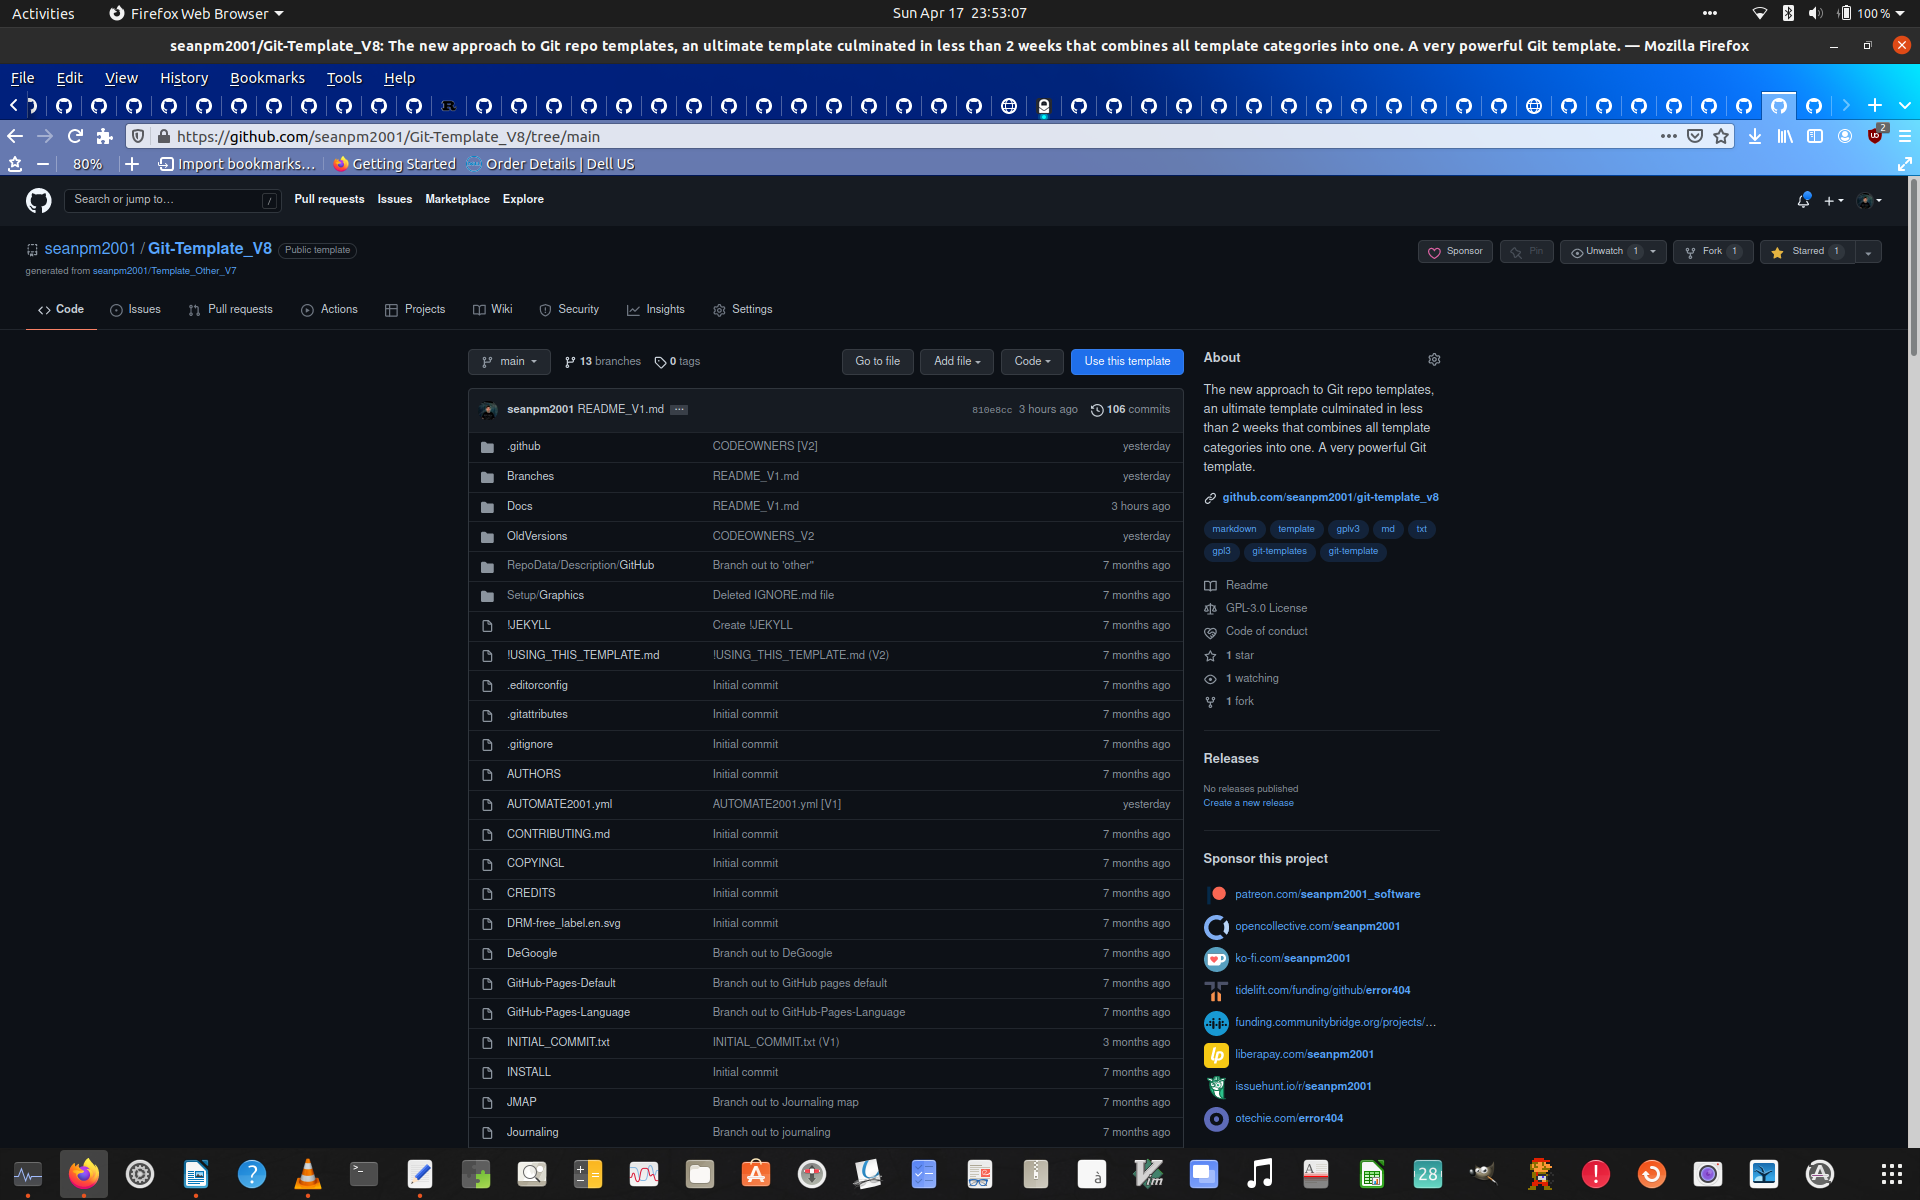 Activities Firefox Web Browser Sun Apr 17 23:53:07 100 %
seanpm2001/Git-Template_V8: The new approach to Git repo templates, an ultimate template culminated in less than 2 weeks that combines all template categories into one. A very powerful Git template. — Mozilla Firefox
File Edit View History Bookmarks Tools Help
https://github.com/seanpm2001/Git-Template_V8/tree/main 2
80% Import bookmarks... Getting Started Order Details | Dell US
Search or jump to... / Pull requests Issues Marketplace Explore
seanpm2001 / Git-Template_V8 Public template Sponsor Pin Unwatch 1 Fork 1 Starred 1
generated from seanpm2001/Template_Other_V7
Code Issues Pull requests Actions Projects Wiki Security Insights Settings
main 13 branches 0 tags Go to file Add file Code Use this template
seanpm2001 README_V1.md ... 810e8cc 3 hours ago 106 commits
.github CODEOWNERS [V2] yesterday
Branches README_V1.md yesterday
Docs README_V1.md 3 hours ago
OldVersions CODEOWNERS_V2 yesterday
RepoData/Description/GitHub Branch out to 'other" 7 months ago
Setup/Graphics Deleted IGNORE.md file 7 months ago
!JEKYLL Create !JEKYLL 7 months ago
!USING_THIS_TEMPLATE.md !USING_THIS_TEMPLATE.md (V2) 7 months ago
.editorconfig Initial commit 7 months ago
.gitattributes Initial commit 7 months ago
.gitignore Initial commit 7 months ago
AUTHORS Initial commit 7 months ago
AUTOMATE2001.yml AUTOMATE2001.yml [V1] yesterday
CONTRIBUTING.md Initial commit 7 months ago
COPYINGL Initial commit 7 months ago
CREDITS Initial commit 7 months ago
DRM-free_label.en.svg Initial commit 7 months ago
DeGoogle Branch out to DeGoogle 7 months ago
GitHub-Pages-Default Branch out to GitHub pages default 7 months ago
GitHub-Pages-Language Branch out to GitHub-Pages-Language 7 months ago
INITIAL_COMMIT.txt INITIAL_COMMIT.txt (V1) 3 months ago
INSTALL Initial commit 7 months ago
JMAP Branch out to Journaling map 7 months ago
Journaling Branch out to journaling 7 months ago
About
The new approach to Git repo templates,
an ultimate template culminated in less
than 2 weeks that combines all template
categories into one. A very powerful Git
template.
github.com/seanpm2001/git-template_v8
markdown template gplv3 md txt
gpl3 git-templates git-template
Readme
GPL-3.0 License
Code of conduct
1 star
1 watching
1 fork
Releases
No releases published
Create a new release
Sponsor this project
patreon.com/seanpm2001_software
opencollective.com/seanpm2001
ko-fi.com/seanpm2001
tidelift.com/funding/github/error404
funding.communitybridge.org/projects/...
lp liberapay.com/seanpm2001
issuehunt.io/r/seanpm2001
otechie.com/error404
28